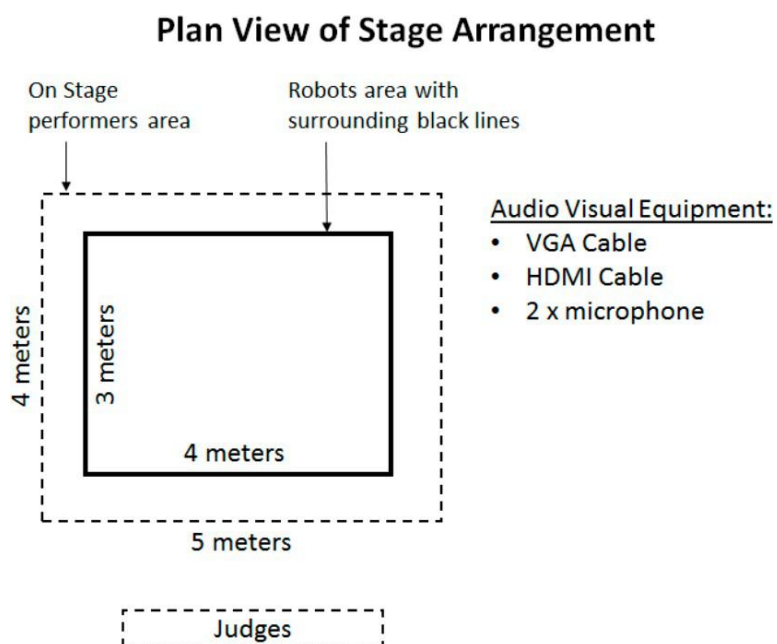 Plan View of Stage Arrangement
On Stage
performers area
Robots area with
surrounding black lines
Audio Visual Equipment:
• VGA Cable
• HDMI Cable
• 2 x microphone
4 meters
3 meters
4 meters
5 meters
Judges